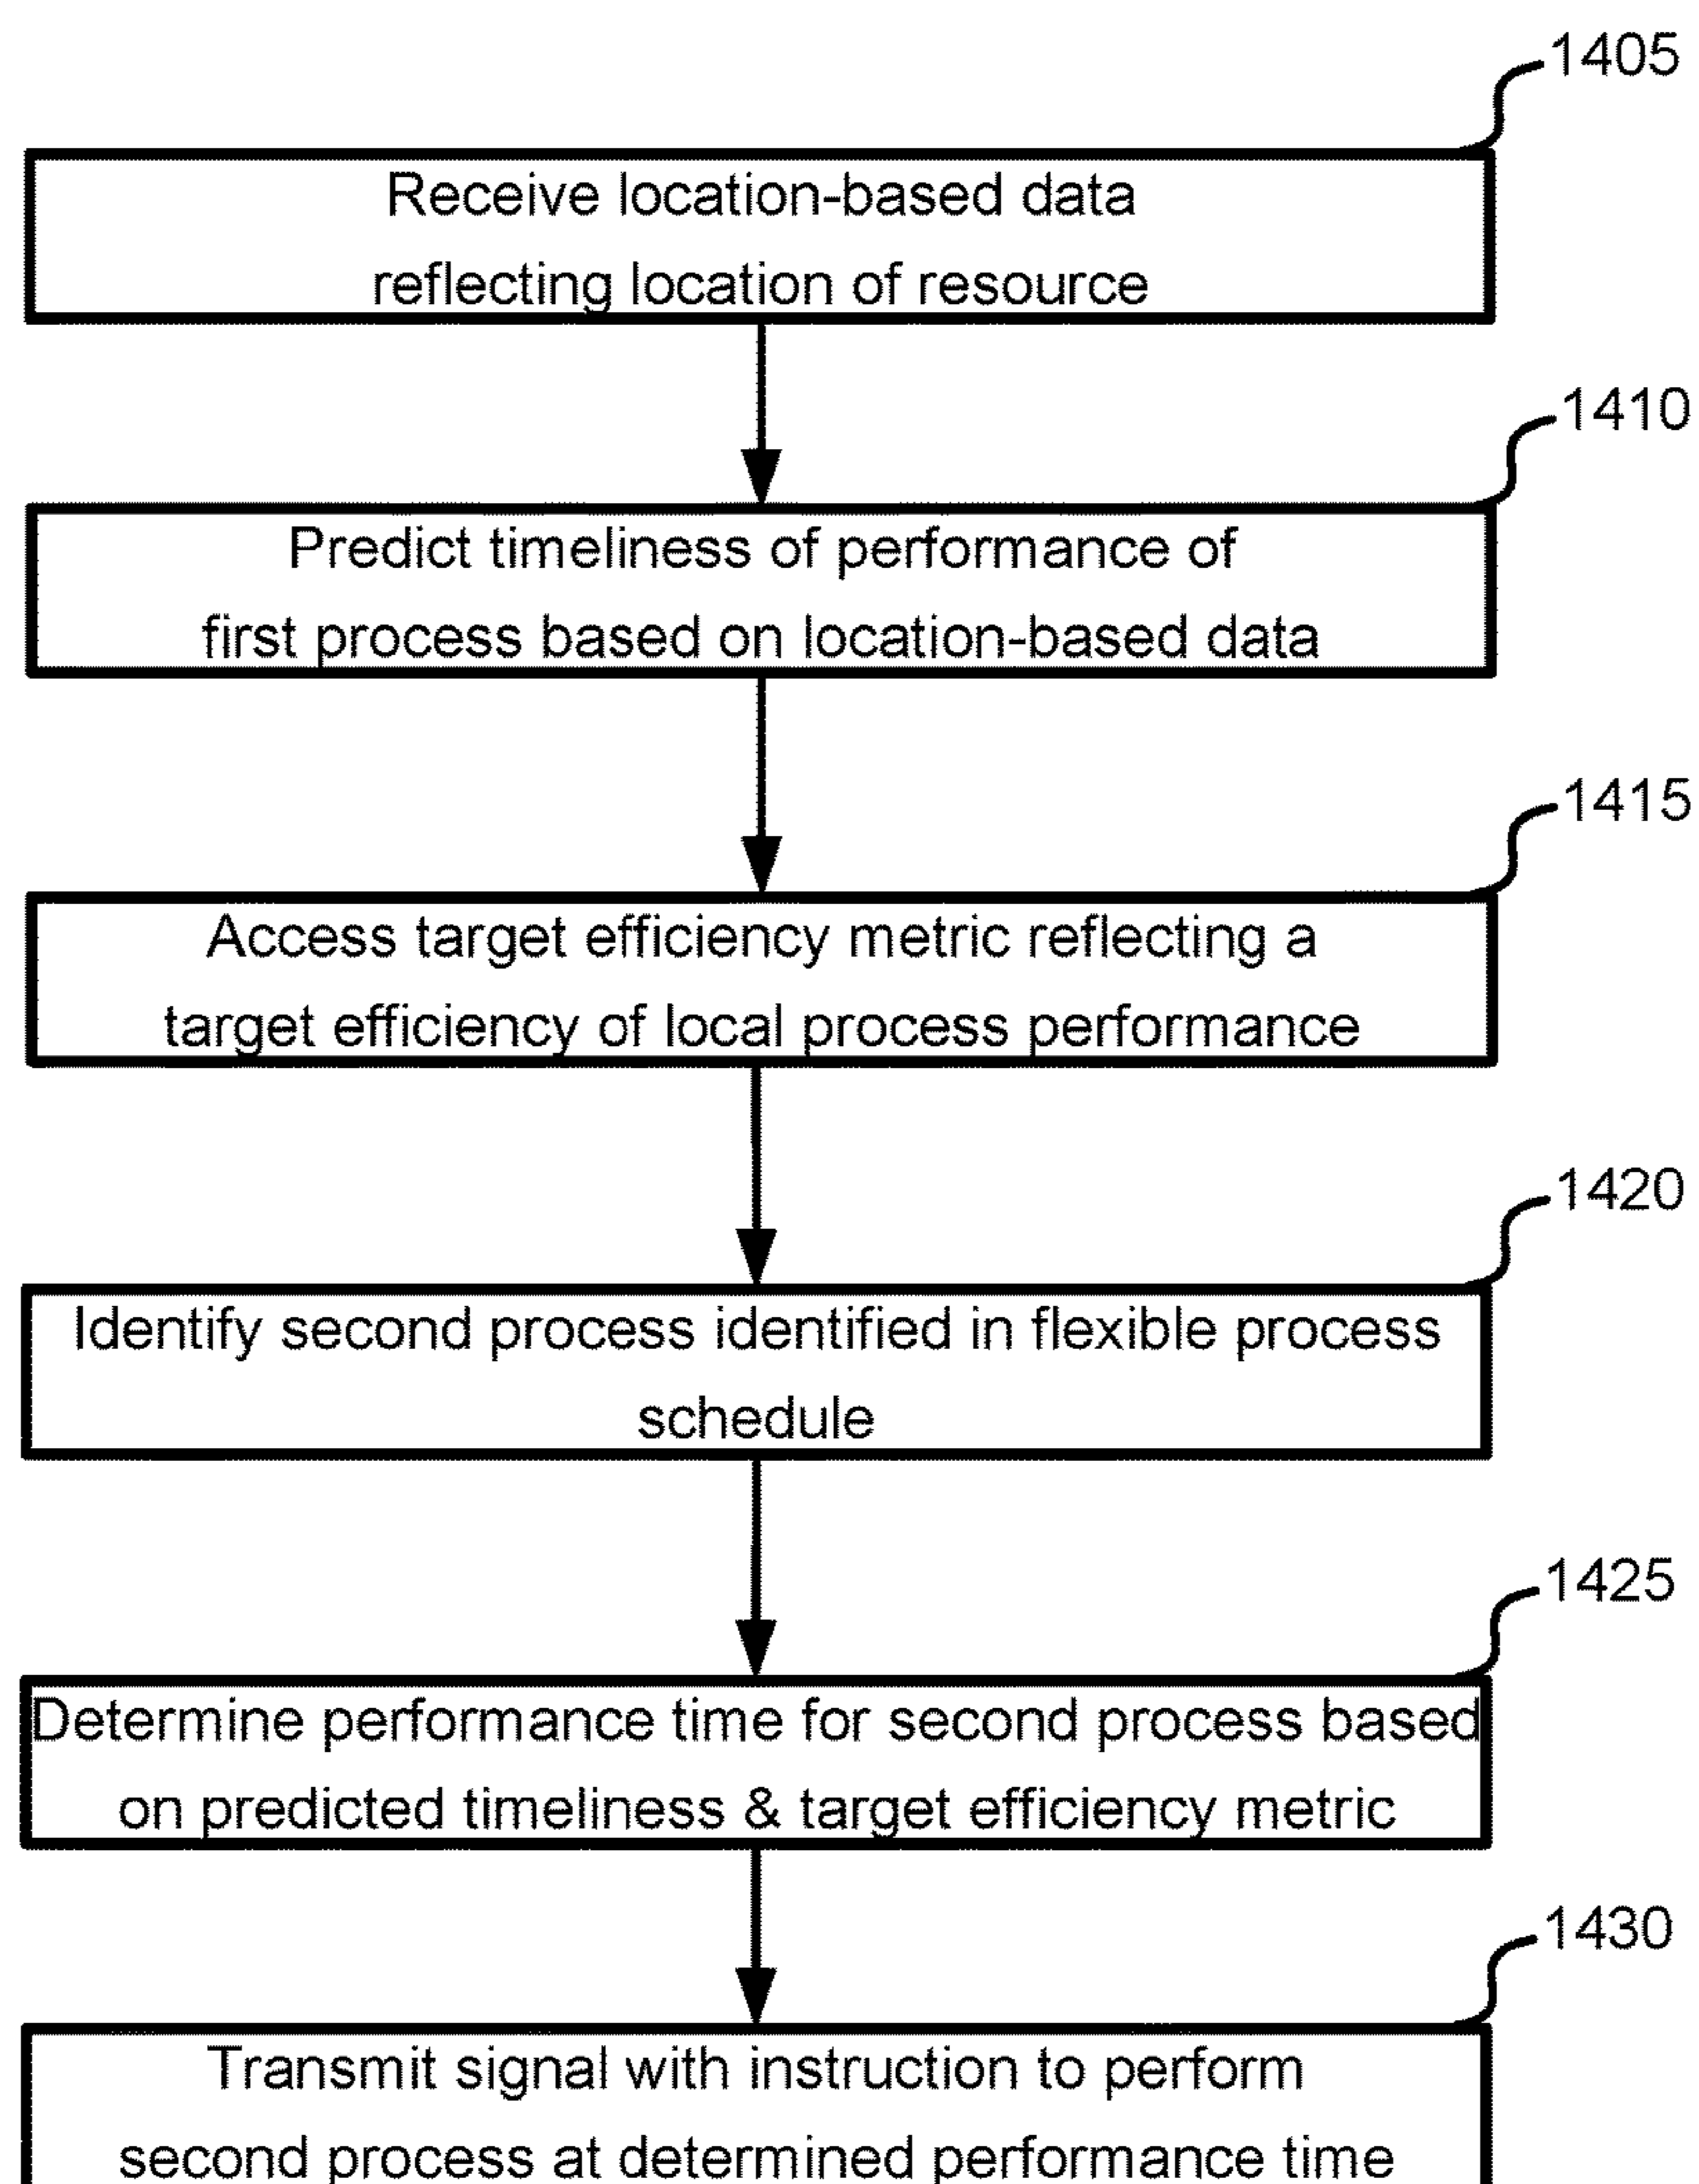 1405
Receive location-based data
reflecting location of resource
1410
Predict timeliness of performance of
first process based on location-based data
1415
Access target efficiency metric reflecting a
target efficiency of local process performance
1420
Identify second process identified in flexible process
schedule
1425
Determine performance time for second process based
on predicted timeliness & target efficiency metric
1430
Transmit signal with instruction to perform
second process at determined performance time